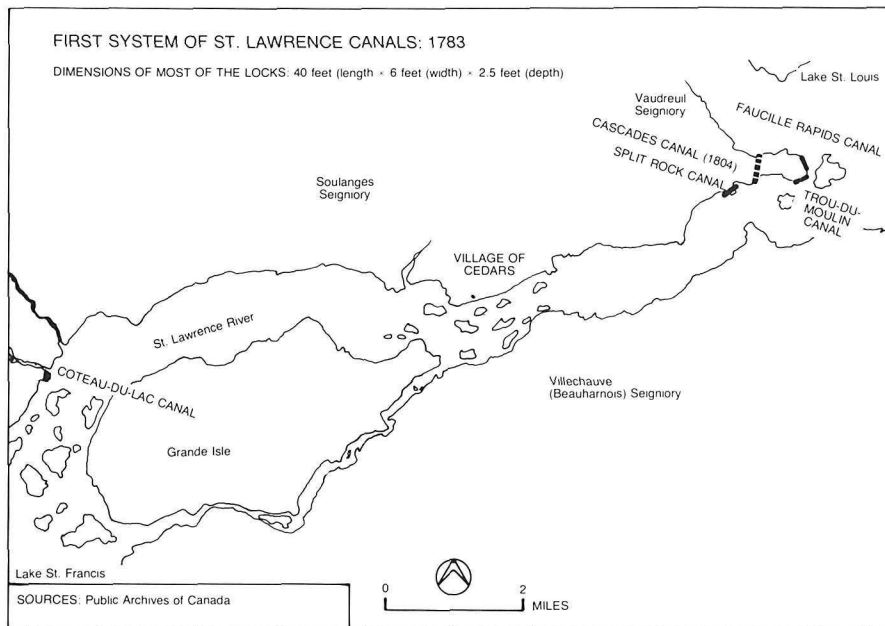 FIRST SYSTEM OF ST. LAWRENCE CANALS: 1783
DIMENSIONS OF MOST OF THE LOCKS: 40 feet (length × 6 feet (width) × 2.5 feet (depth)
Lake St. Louis
Vaudreuil
Seigniory
FAUCILLE RAPIDS CANAL
CASCADES CANAL (1804)
SPLIT ROCK CANAL
TROU-DU-
MOULIN
CANAL
Soulanges
Seigniory
VILLAGE OF
CEDARS
St. Lawrence River
COTEAU-DU-LAC CANAL
Villechauve
(Beauharnois) Seigniory
Grande Isle
Lake St. Francis
0 2
MILES
SOURCES: Public Archives of Canada